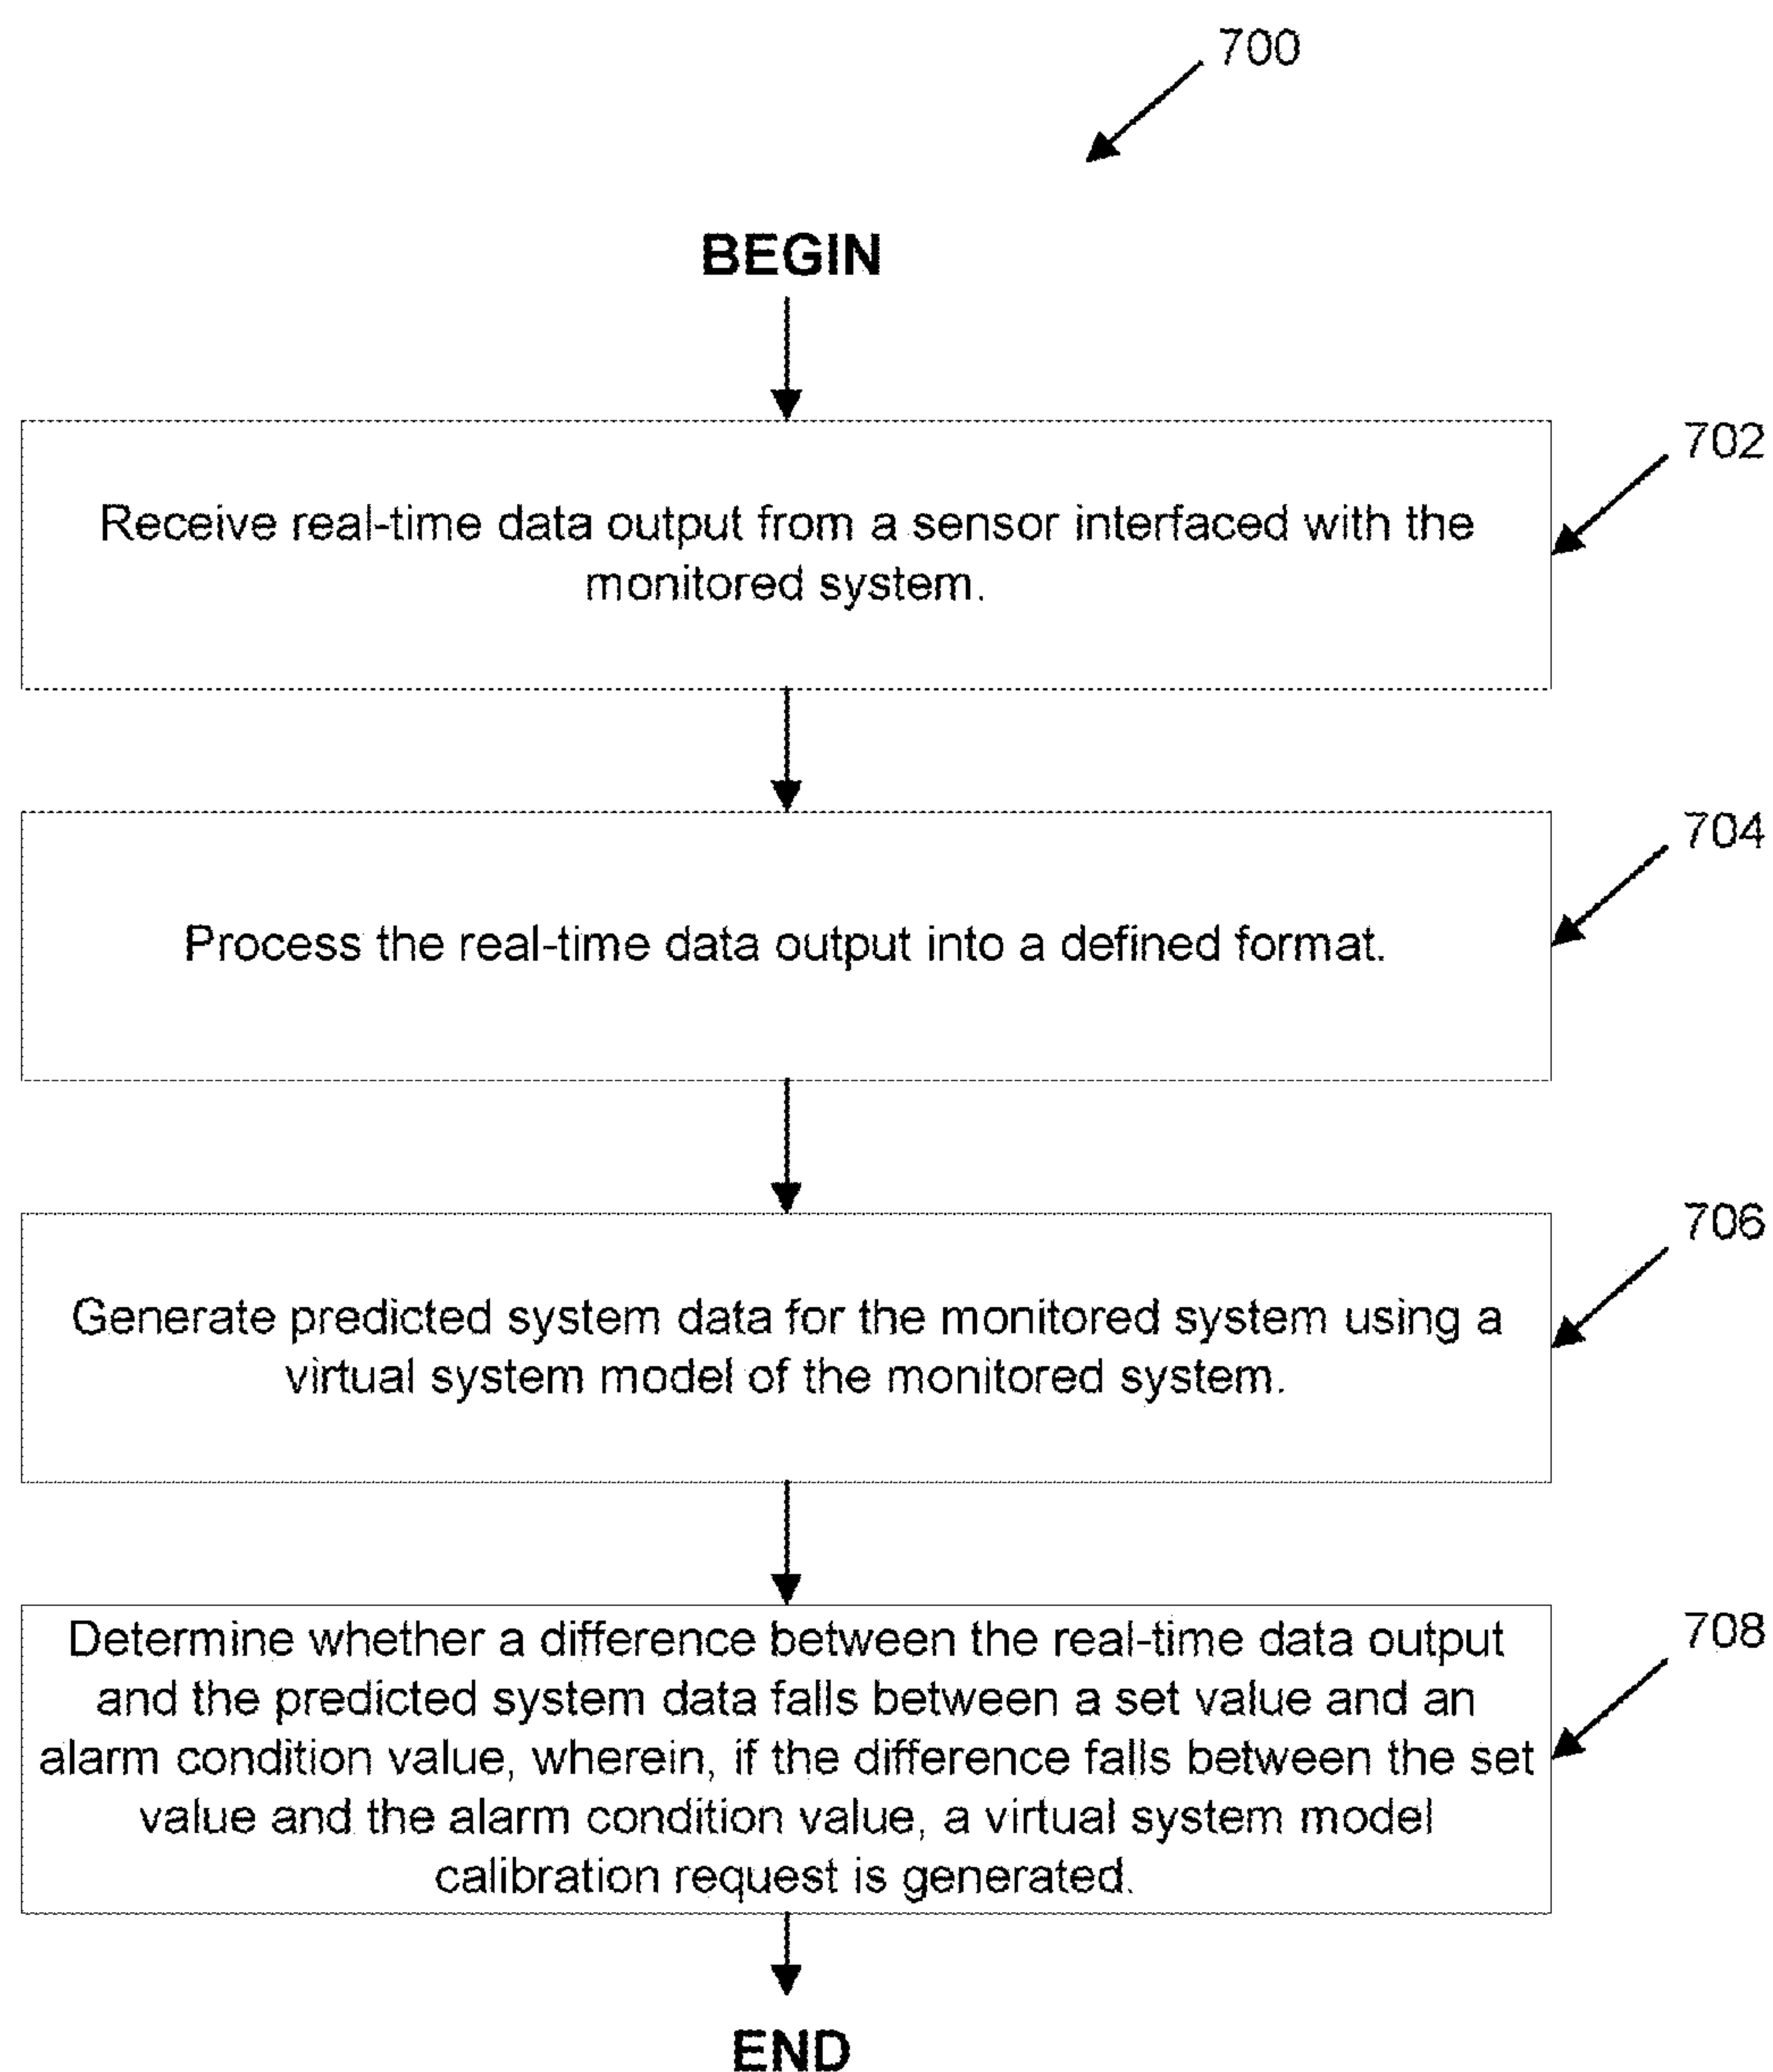 700
BEGIN
702
Receive real-time data output from a sensor interfaced with the
monitored system.
704
Process the real-time data output into a defined format.
706
Generate predicted system data for the monitored system using a
virtual system model of the monitored system.
708
Determine whether a difference between the real-time data output
and the predicted system data falls between a set value and an
alarm condition value, wherein, if the difference falls between the set
value and the alarm condition value, a virtual system model
calibration request is generated.
END